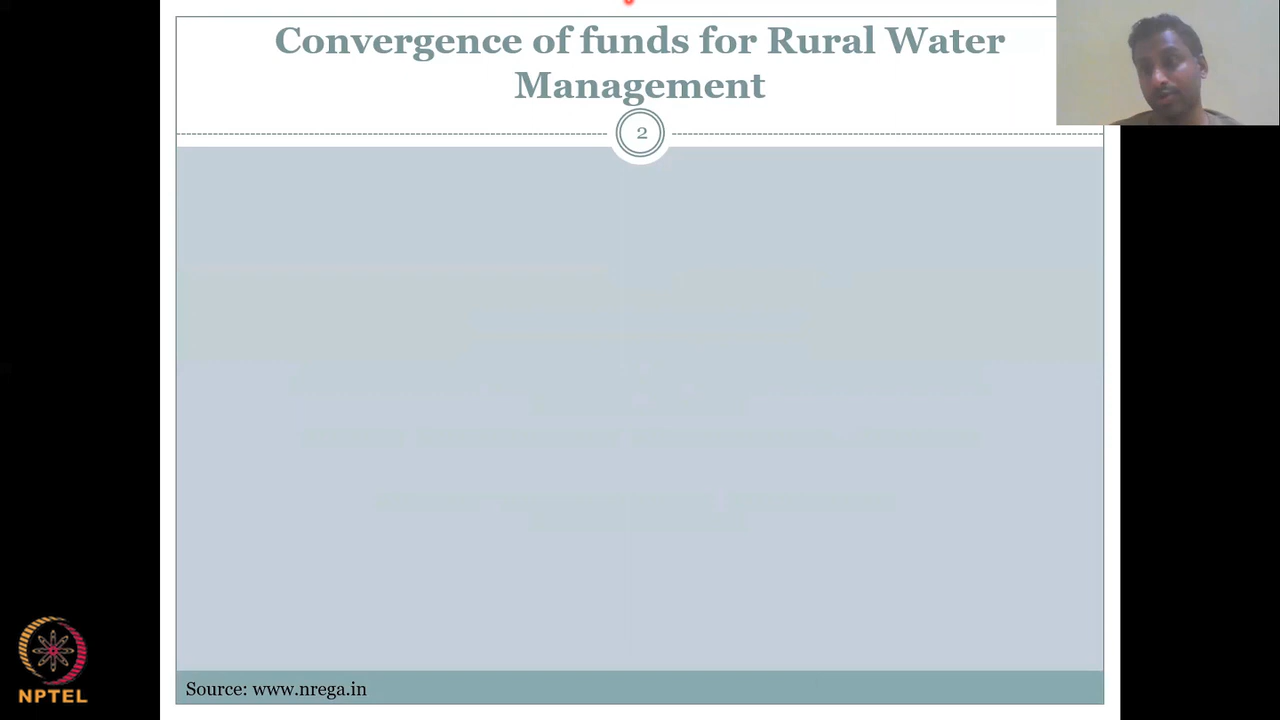 Convergence of funds for Rural Water
Management
2
Source: www.nrega.in
NPTEL